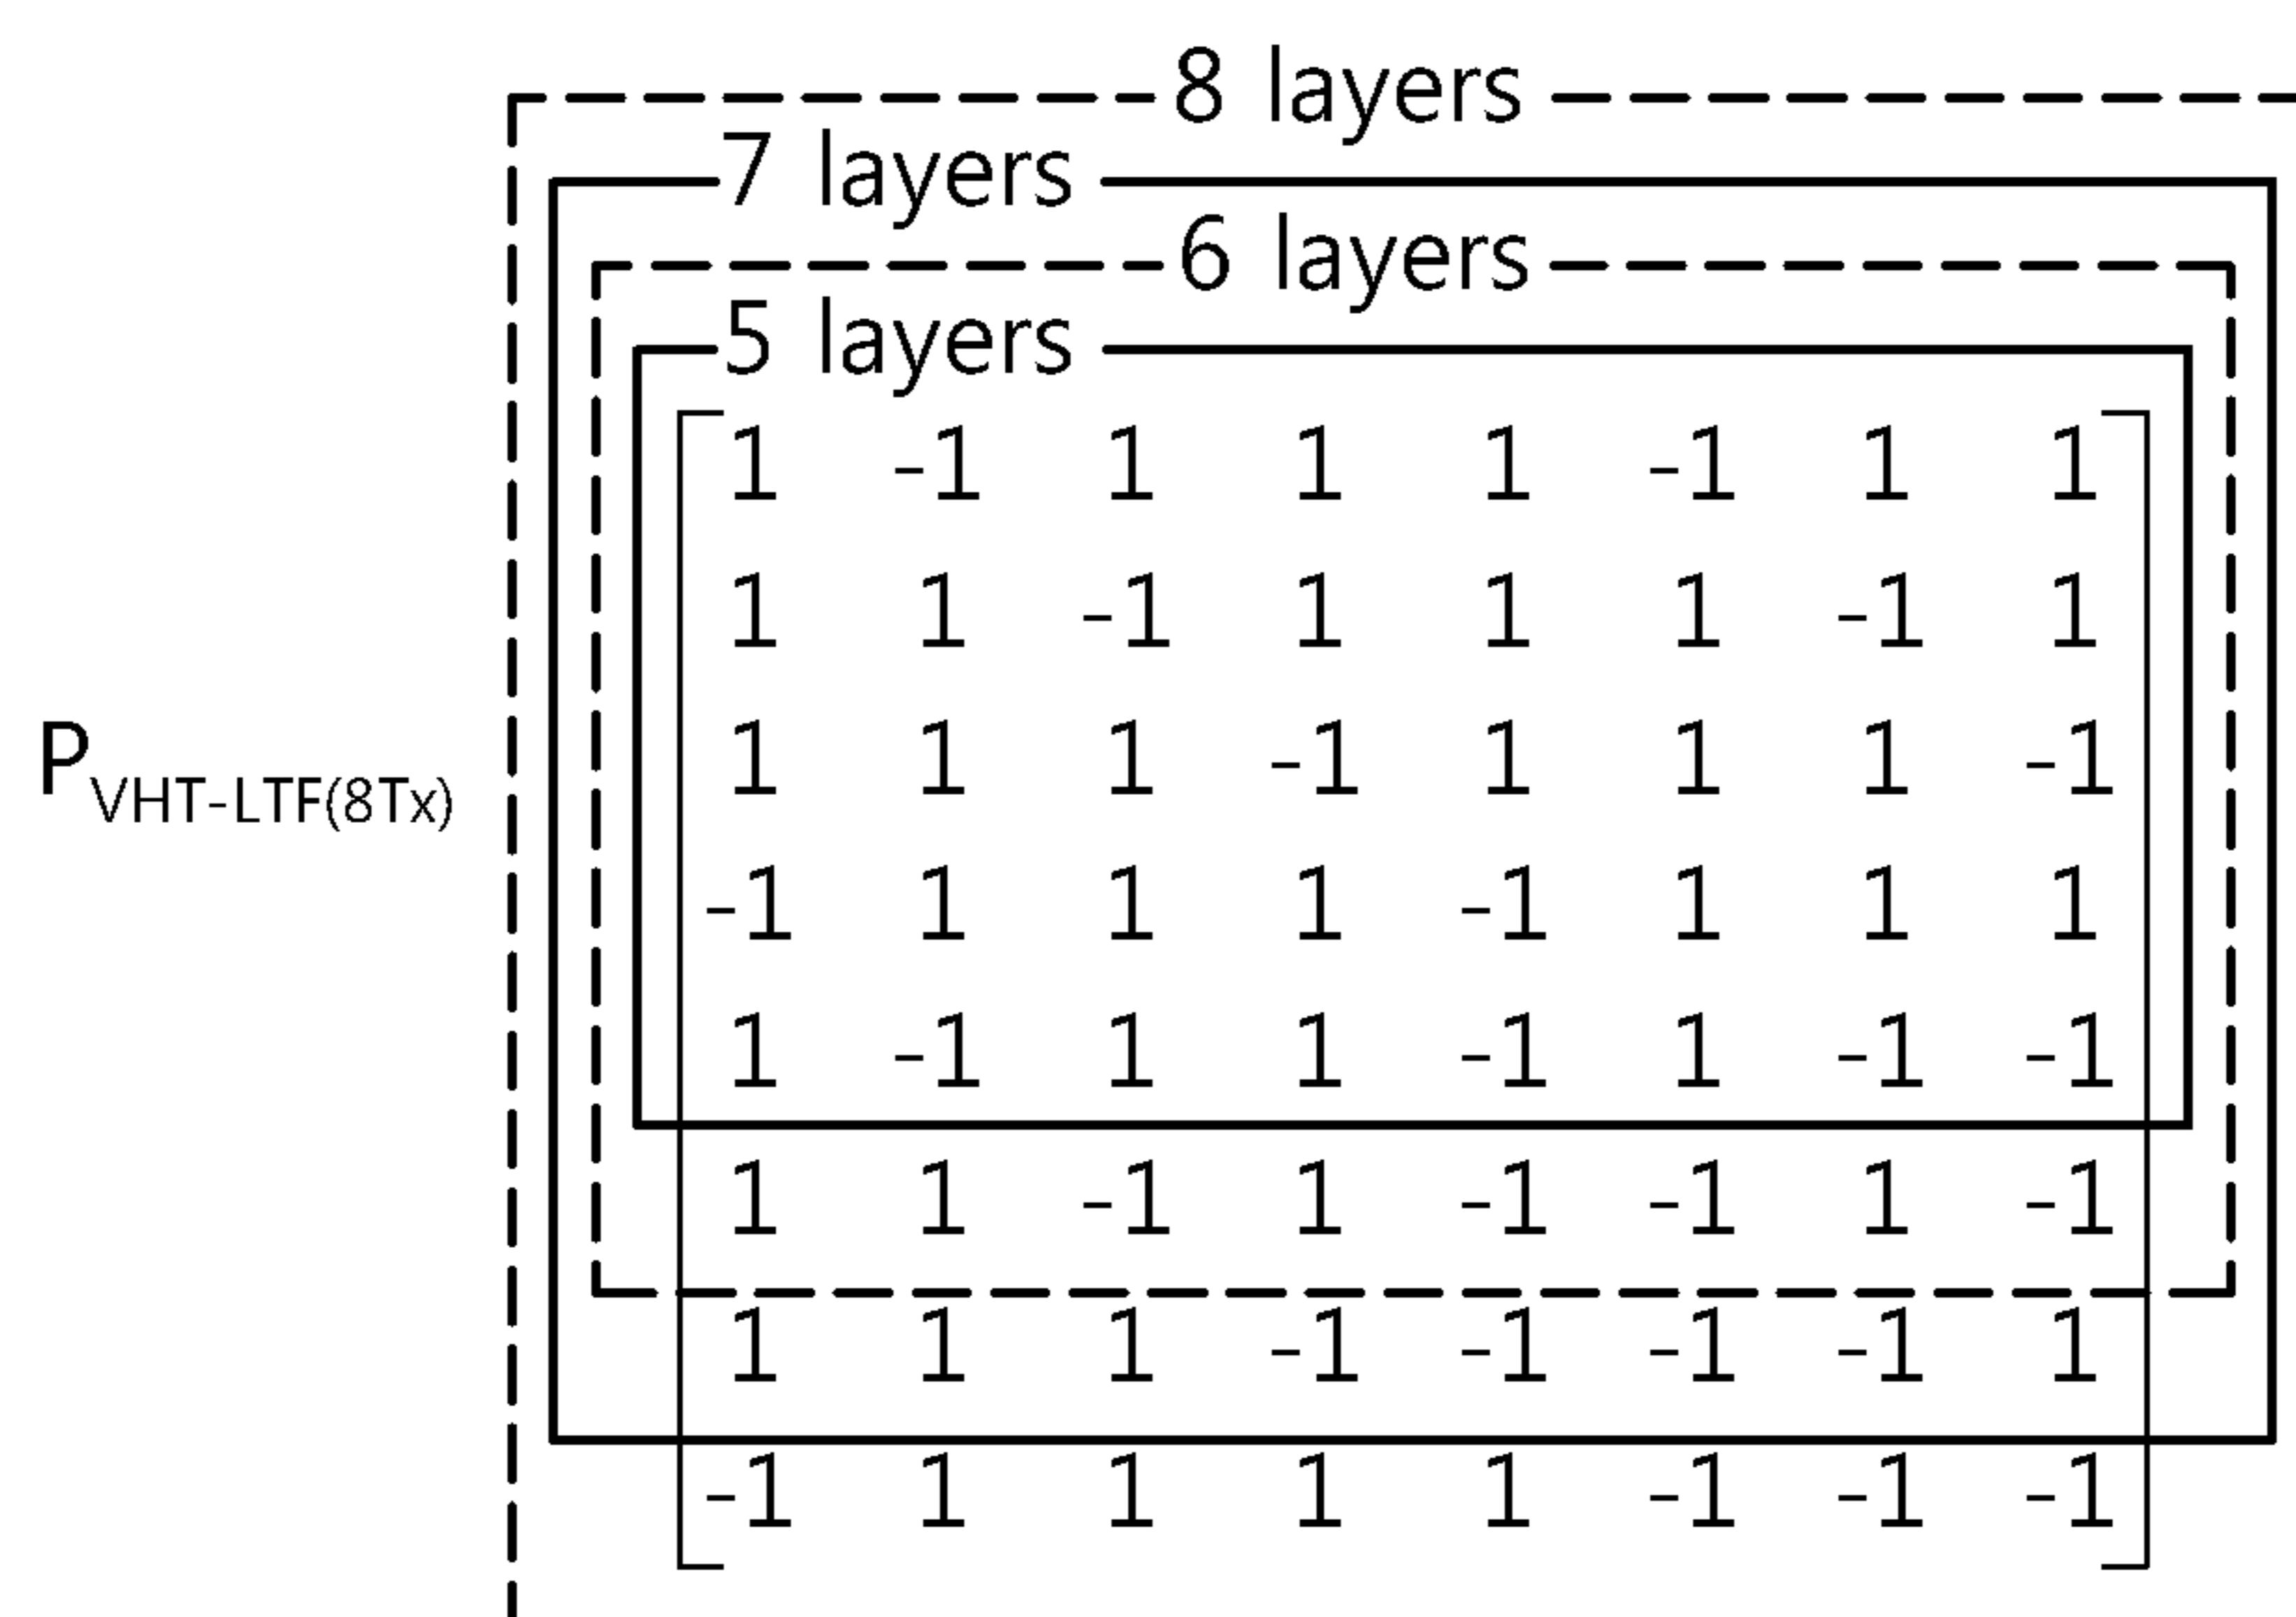 8 layers
7 layers
6 layers
5 layers
1 -1 1 1 1 -1 1 1
1 1 -1 1 1 1 -1 1
1 1 1 -1 1 1 1 -1
P VHT-LTF(8Tx)
-1 1 1 1 -1 1 1 1
1 -1 1 1 -1 1 -1 -1
1 1 -1 1 -1 -1 1 -1
1 1 1 -1 -1 -1 -1 1
-1 1 1 1 1 -1 -1 -1